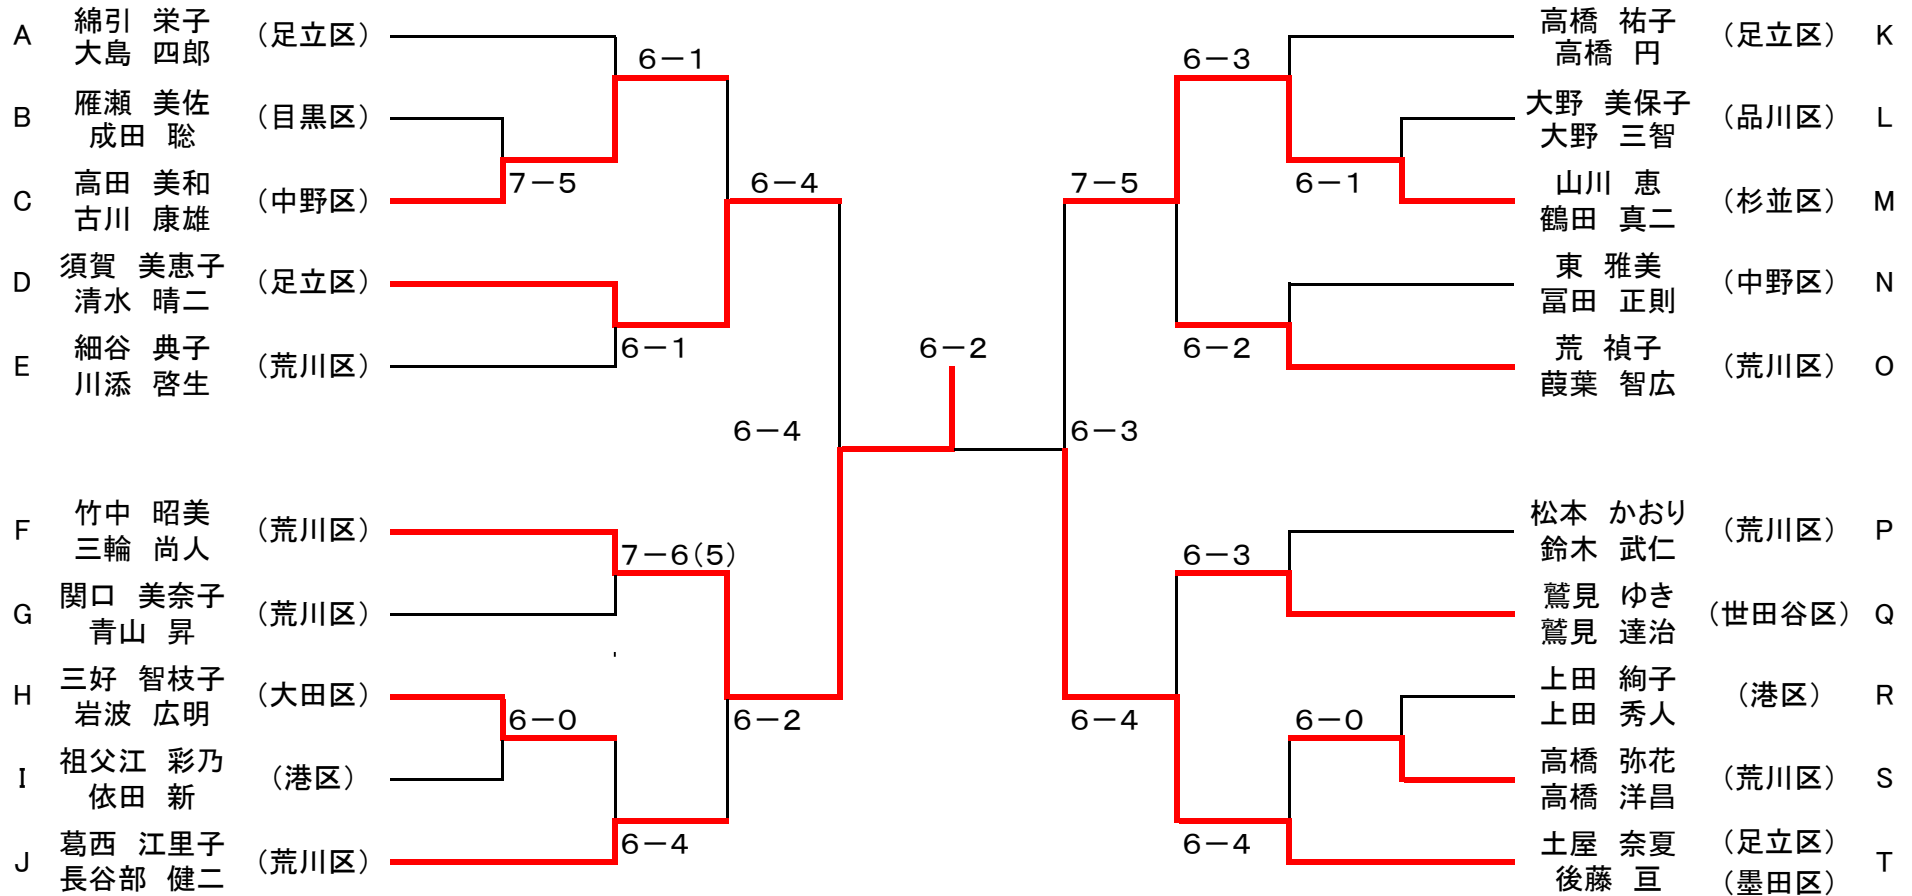 A 綿引 栄子 (足立区)
大島 四郎
6-1
B 雁瀬 美佐 (目黒区)
成田 聡
7-5
C 高田 美和 (中野区)
古川 康雄
6-4
D 須賀 美恵子 (足立区)
清水 晴二
6-1
E 細谷 典子 (荒川区)
川添 啓生
6-4
F 竹中 昭美 (荒川区)
三輪 尚人
7-6(5)
G 関口 美奈子 (荒川区)
青山 昇
H 三好 智枝子 (大田区)
岩波 広明
6-0
6-2
I 祖父江 彩乃 (港区)
依田 新
J 葛西 江里子 (荒川区)
長谷部 健二
6-4
6-2
高橋 祐子 (足立区) K
高橋 円
6-3
大野 美保子 (品川区) L
大野 三智
6-1
山川 恵 (杉並区) M
鶴田 真二
7-5
東 雅美 (中野区) N
冨田 正則
6-2
荒 禎子 (荒川区) O
葭葉 智広
6-3
松本 かおり (荒川区) P
鈴木 武仁
6-3
鷲見 ゆき (世田谷区) Q
鷲見 達治
上田 絢子 (港区) R
上田 秀人
6-0
6-4
高橋 弥花 (荒川区) S
高橋 洋昌
土屋 奈夏 (足立区) T
後藤 亘 (墨田区)
6-4